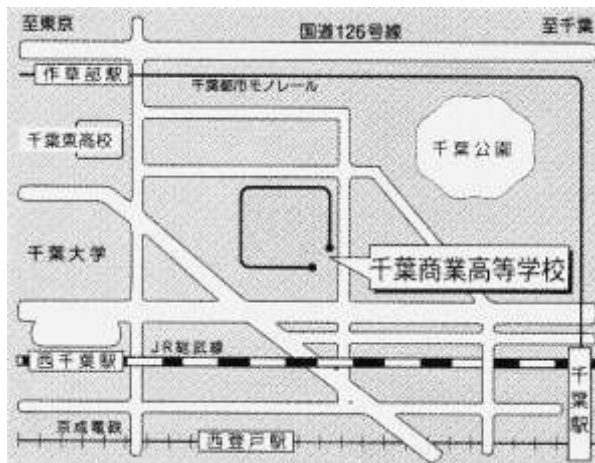 至東京
国道126号線
至千葉
作草部駅
千葉都市モノレール
千葉東高校
千葉公園
千葉大学
千葉商業高等学校
JR総武線
西千葉駅
千葉駅
京成電鉄
西登戸駅